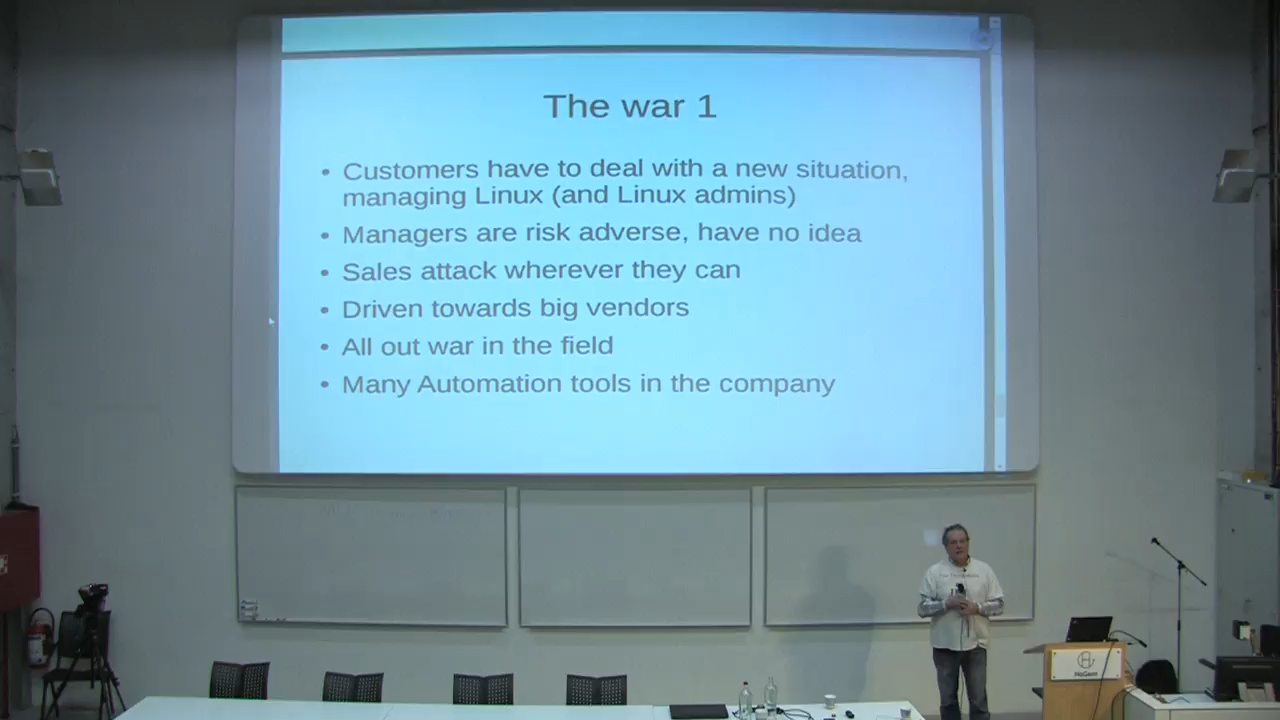 The war 1
• Customers have to deal with a new situation,
managing Linux (and Linux admins)
• Managers are risk adverse, have no idea
• Sales attack wherever they can
• Driven towards big vendors
• All out war in the field
• Many Automation tools in the company
HoGent